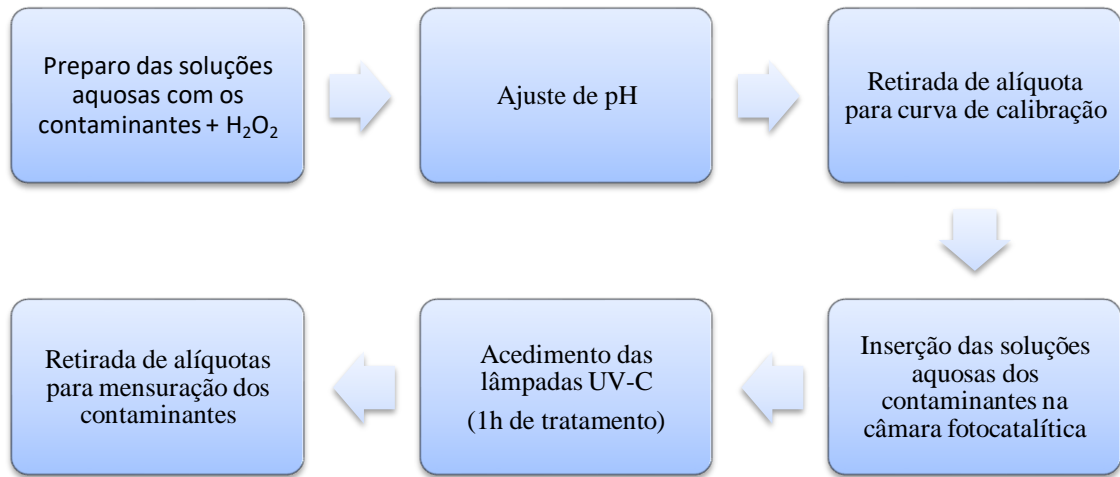 Preparo das soluções
aquosas com os
contaminantes + H₂O₂
Ajuste de pH
Retirada de alíquota
para curva de calibração
Inserção das soluções
aquosas dos
contaminantes na
câmara fotocatalítica
Acedimento das
lâmpadas UV-C
(1h de tratamento)
Retirada de alíquotas
para mensuração dos
contaminantes